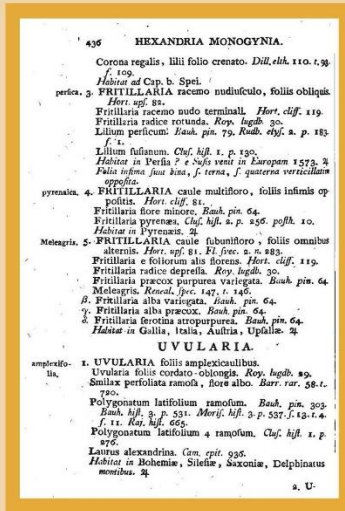 436 HEXANDRIA MONOGYNIA.
Corona regalis, lilii folio crenato. Dill. elth. 110. t. 93.
f. 109.
Habitat ad Cap. b. Spei.
persica. 3. FRITILLARIA racemo nudiusculo, foliis obliquis.
Hort. ups. 82.
Fritillaria racemo nudo terminali. Hort. cliff. 119.
Fritillaria radice rotunda. Roy. lugdb. 30.
Lilium persicum. Bauh. pin. 79. Rudb. elys. 2. p. 183.
f. 1.
Lilium susianum. Clus. hist. 1. p. 130.
Habitat in Persia ? e Susis venit in Europam 1573. ♃
Folia infima sunt bina, s. terna, s. quaterna verticillatim
opposita.
pyrenaica. 4. FRITILLARIA caule multifloro, foliis infimis op-
positis. Hort. cliff. 81.
Fritillaria flore minore. Bauh. pin. 64.
Fritillaria pyrenæa. Clus. hist. 2. p. 256. posth. 10.
Habitat in Pyrenæis. ♃
Meleagris. 5. FRITILLARIA caule subunifloro, foliis omnibus
alternis. Hort. ups. 81. Fl. svec. 2. n. 283.
Fritillaria e foliorum alis florens. Hort. cliff. 119.
Fritillaria radice depressa. Roy. lugdb. 30.
Fritillaria præcox purpurea variegata. Bauh. pin. 64.
Meleagris. Reneal. spec. 147. t. 146.
β. Fritillaria alba variegata. Bauh. pin. 64.
γ. Fritillaria alba præcox. Bauh. pin. 64.
δ. Fritillaria serotina atropurpurea. Bauh. pin. 64.
Habitat in Gallia, Italia, Austria, Upsaliæ. ♃
UVULARIA.
amplexifo-
lia.
1. UVULARIA foliis amplexicaulibus.
Uvularia foliis cordato-oblongis. Roy. lugdb. 29.
Smilax perfoliata ramosa, flore albo. Barr. rar. 58. t.
720.
Polygonatum latifolium ramosum. Bauh. pin. 303.
Bauh. hist. 3. p. 531. Moris. hist. 3. p. 537. s. 13. t. 4.
f. 11. Raj. hist. 665.
Polygonatum latifolium 4 ramosum. Clus. hist. 1. p.
276.
Laurus alexandrina. Cam. epit. 936.
Habitat in Bohemiæ, Silesiæ, Saxoniæ, Delphinatus
montibus. ♃
2. U-